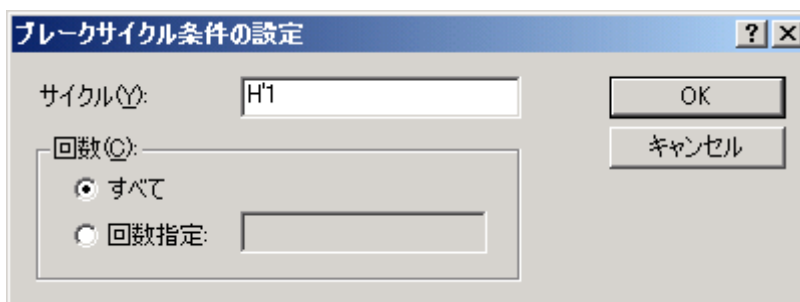 ブレークサイクル条件の設定
サイクル(Y): H'1
OK
キャンセル
回数(C):
すべて
回数指定: